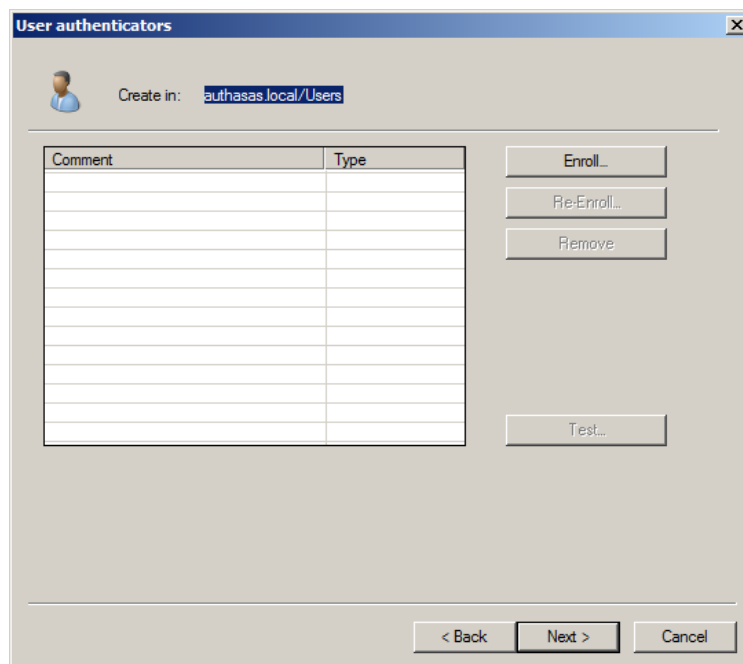 User authenticators
Create in: authasas.local/Users
Comment Type
Enroll...
Re-Enroll...
Remove
Test...
< Back Next > Cancel